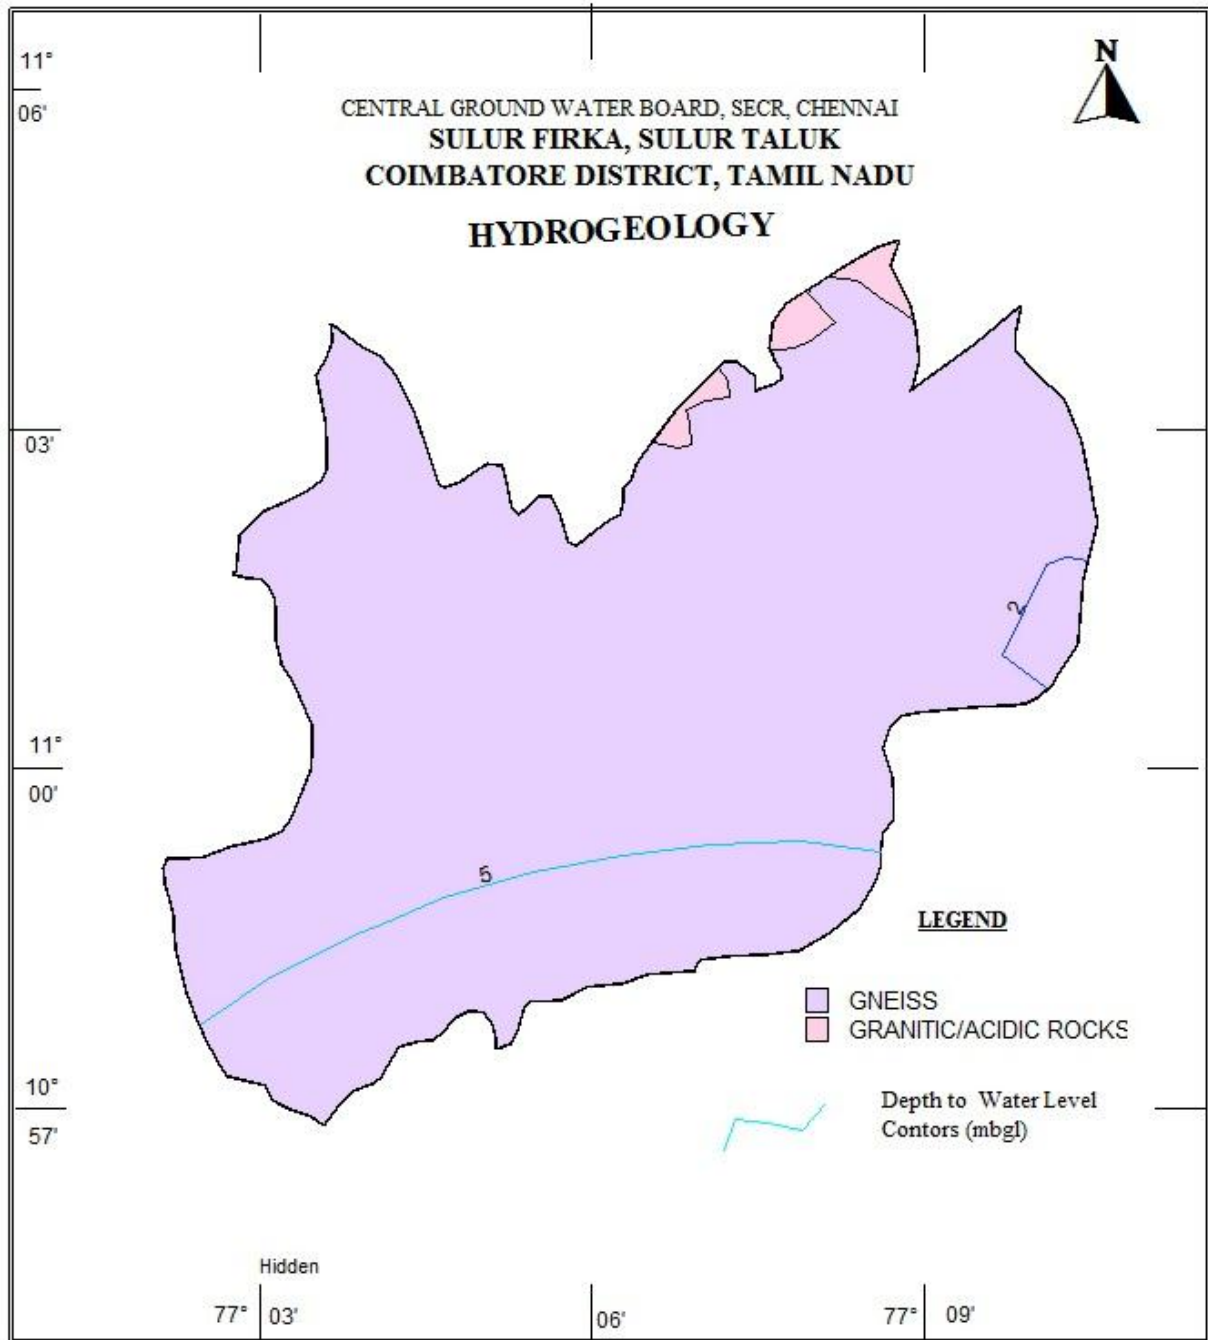 N
11°
06'
CENTRAL GROUND WATER BOARD, SECR, CHENNAI
SULUR FIRKA, SULUR TALUK
COIMBATORE DISTRICT, TAMIL NADU
HYDROGEOLOGY
03'
2
11°
00'
5
LEGEND
GNEISS
GRANITIC/ACIDIC ROCKS
10°
57'
Depth to Water Level
Contors (mbgl)
Hidden
77° 03'
06'
77° 09'